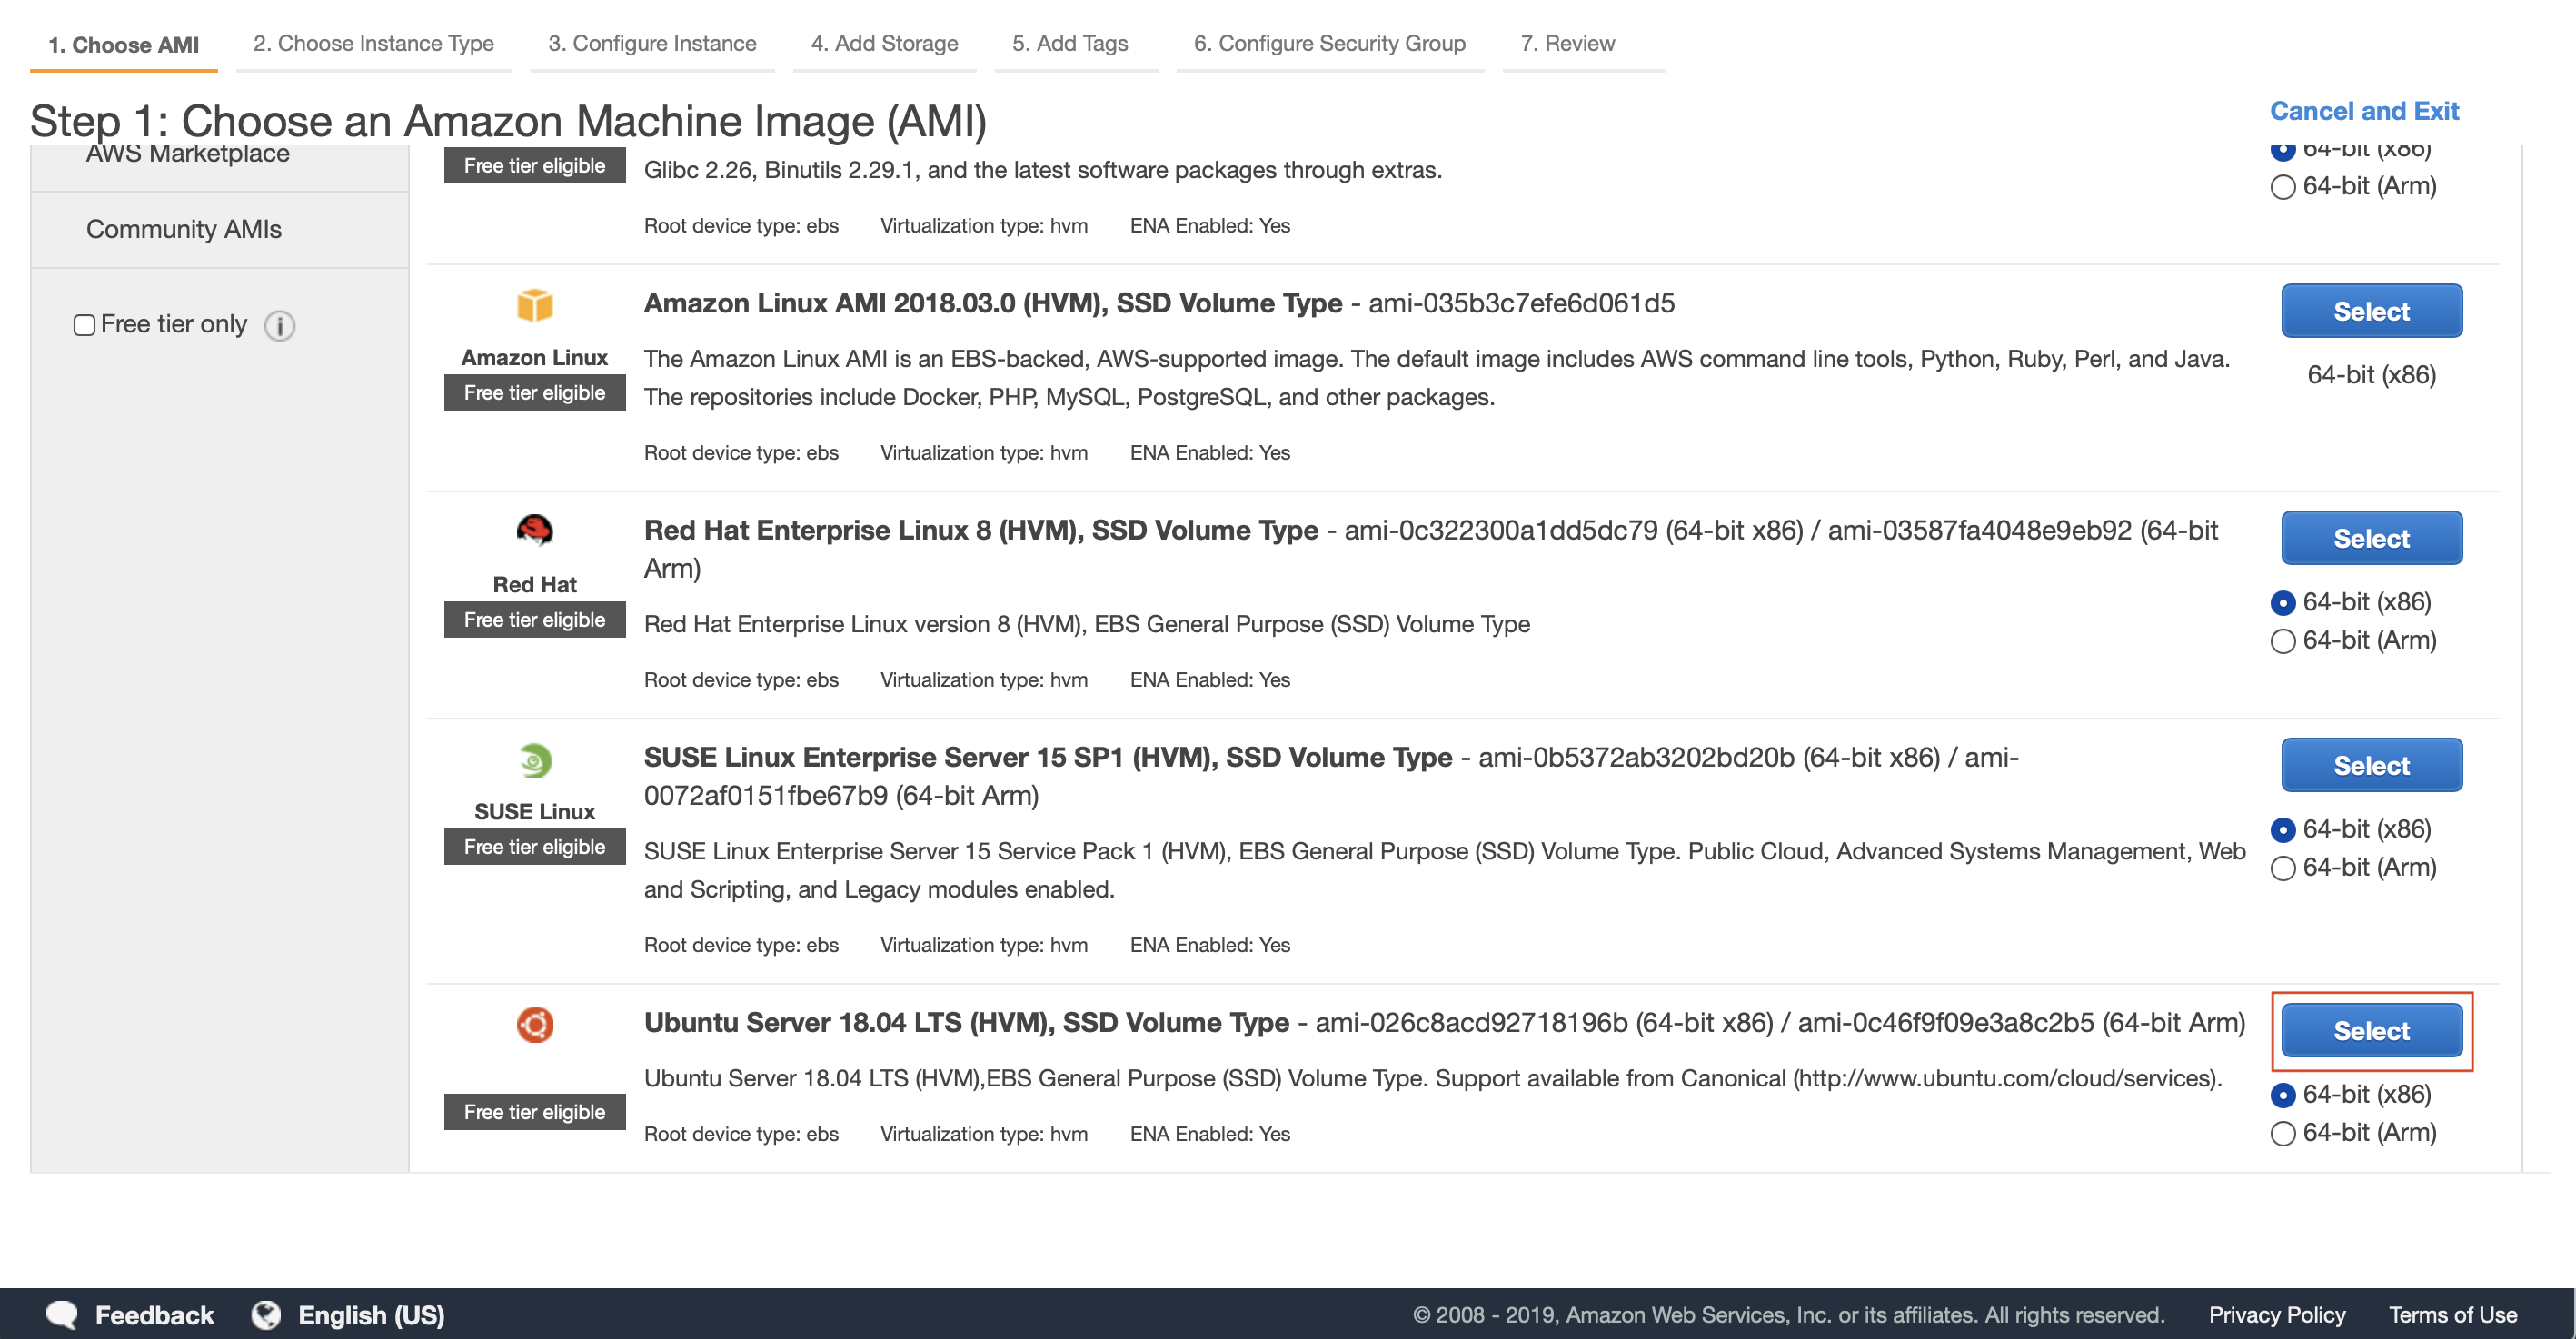 1. Choose AMI 2. Choose Instance Type 3. Configure Instance 4. Add Storage 5. Add Tags 6. Configure Security Group 7. Review
Step 1: Choose an Amazon Machine Image (AMI)
Cancel and Exit
AWS Marketplace
Community AMIs
Free tier only
Free tier eligible
Glibc 2.26, Binutils 2.29.1, and the latest software packages through extras.
Root device type: ebs Virtualization type: hvm ENA Enabled: Yes
64-bit (x86)
64-bit (Arm)
Amazon Linux
Free tier eligible
Amazon Linux AMI 2018.03.0 (HVM), SSD Volume Type - ami-035b3c7efe6d061d5
The Amazon Linux AMI is an EBS-backed, AWS-supported image. The default image includes AWS command line tools, Python, Ruby, Perl, and Java.
The repositories include Docker, PHP, MySQL, PostgreSQL, and other packages.
Root device type: ebs Virtualization type: hvm ENA Enabled: Yes
Select
64-bit (x86)
Red Hat
Free tier eligible
Red Hat Enterprise Linux 8 (HVM), SSD Volume Type - ami-0c322300a1dd5dc79 (64-bit x86) / ami-03587fa4048e9eb92 (64-bit
Arm)
Red Hat Enterprise Linux version 8 (HVM), EBS General Purpose (SSD) Volume Type
Root device type: ebs Virtualization type: hvm ENA Enabled: Yes
Select
64-bit (x86)
64-bit (Arm)
SUSE Linux
Free tier eligible
SUSE Linux Enterprise Server 15 SP1 (HVM), SSD Volume Type - ami-0b5372ab3202bd20b (64-bit x86) / ami-
0072af0151fbe67b9 (64-bit Arm)
SUSE Linux Enterprise Server 15 Service Pack 1 (HVM), EBS General Purpose (SSD) Volume Type. Public Cloud, Advanced Systems Management, Web
and Scripting, and Legacy modules enabled.
Root device type: ebs Virtualization type: hvm ENA Enabled: Yes
Select
64-bit (x86)
64-bit (Arm)
Free tier eligible
Ubuntu Server 18.04 LTS (HVM), SSD Volume Type - ami-026c8acd92718196b (64-bit x86) / ami-0c46f9f09e3a8c2b5 (64-bit Arm)
Ubuntu Server 18.04 LTS (HVM),EBS General Purpose (SSD) Volume Type. Support available from Canonical (http://www.ubuntu.com/cloud/services).
Root device type: ebs Virtualization type: hvm ENA Enabled: Yes
Select
64-bit (x86)
64-bit (Arm)
Feedback English (US) © 2008 - 2019, Amazon Web Services, Inc. or its affiliates. All rights reserved. Privacy Policy Terms of Use